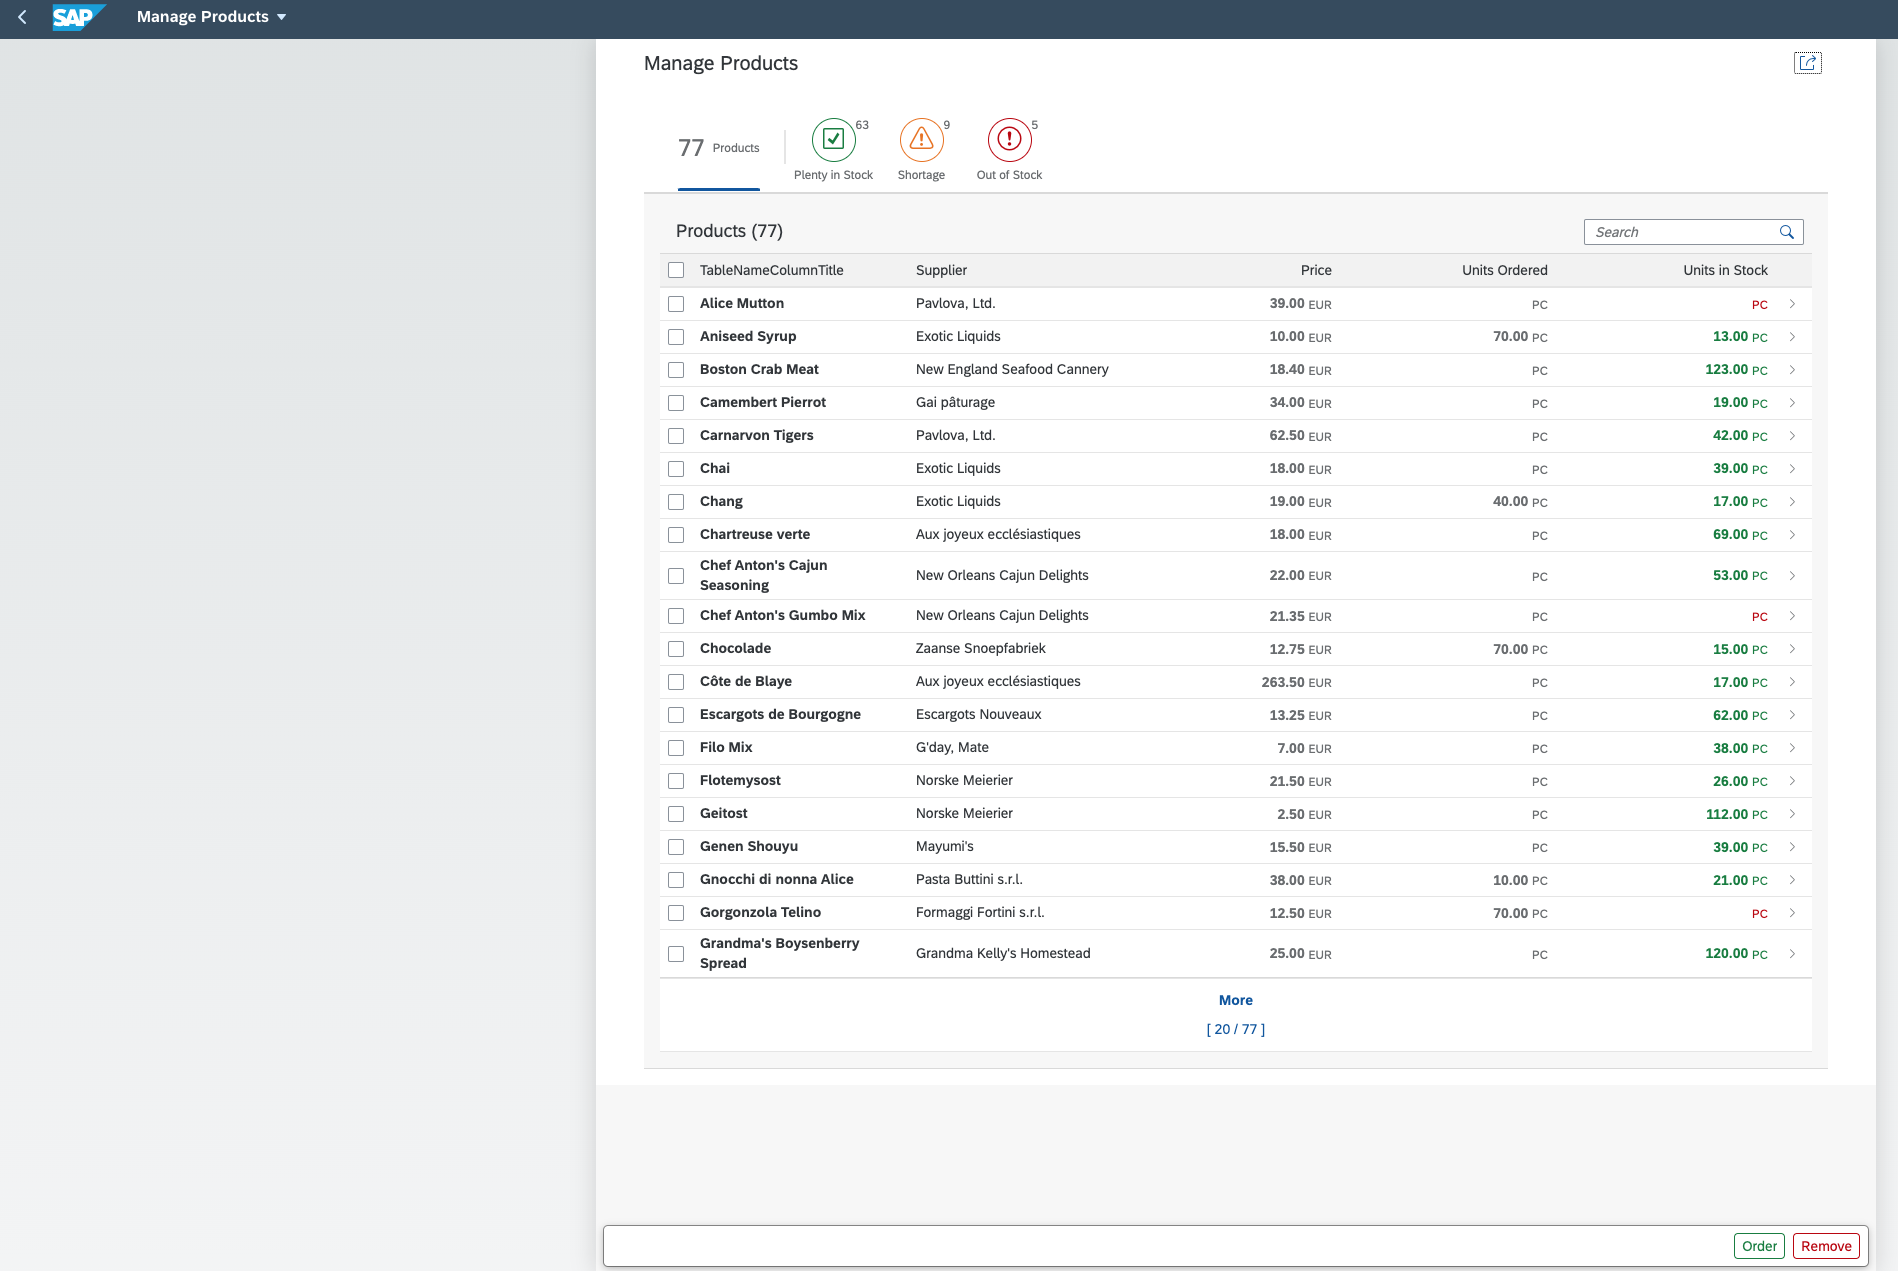 SAP Manage Products
Manage Products
77 Products
63
Plenty in Stock
9
Shortage
5
Out of Stock
Products (77)
Search
TableNameColumnTitle Supplier Price Units Ordered Units in Stock
Alice Mutton Pavlova, Ltd. 39.00 EUR PC PC
Aniseed Syrup Exotic Liquids 10.00 EUR 70.00 PC 13.00 PC
Boston Crab Meat New England Seafood Cannery 18.40 EUR PC 123.00 PC
Camembert Pierrot Gai pâturage 34.00 EUR PC 19.00 PC
Carnarvon Tigers Pavlova, Ltd. 62.50 EUR PC 42.00 PC
Chai Exotic Liquids 18.00 EUR PC 39.00 PC
Chang Exotic Liquids 19.00 EUR 40.00 PC 17.00 PC
Chartreuse verte Aux joyeux ecclésiastiques 18.00 EUR PC 69.00 PC
Chef Anton's Cajun
Seasoning New Orleans Cajun Delights 22.00 EUR PC 53.00 PC
Chef Anton's Gumbo Mix New Orleans Cajun Delights 21.35 EUR PC PC
Chocolade Zaanse Snoepfabriek 12.75 EUR 70.00 PC 15.00 PC
Côte de Blaye Aux joyeux ecclésiastiques 263.50 EUR PC 17.00 PC
Escargots de Bourgogne Escargots Nouveaux 13.25 EUR PC 62.00 PC
Filo Mix G'day, Mate 7.00 EUR PC 38.00 PC
Flotemysost Norske Meierier 21.50 EUR PC 26.00 PC
Geitost Norske Meierier 2.50 EUR PC 112.00 PC
Genen Shouyu Mayumi's 15.50 EUR PC 39.00 PC
Gnocchi di nonna Alice Pasta Buttini s.r.l. 38.00 EUR 10.00 PC 21.00 PC
Gorgonzola Telino Formaggi Fortini s.r.l. 12.50 EUR 70.00 PC PC
Grandma's Boysenberry
Spread Grandma Kelly's Homestead 25.00 EUR PC 120.00 PC
More
[ 20 / 77 ]
Order Remove